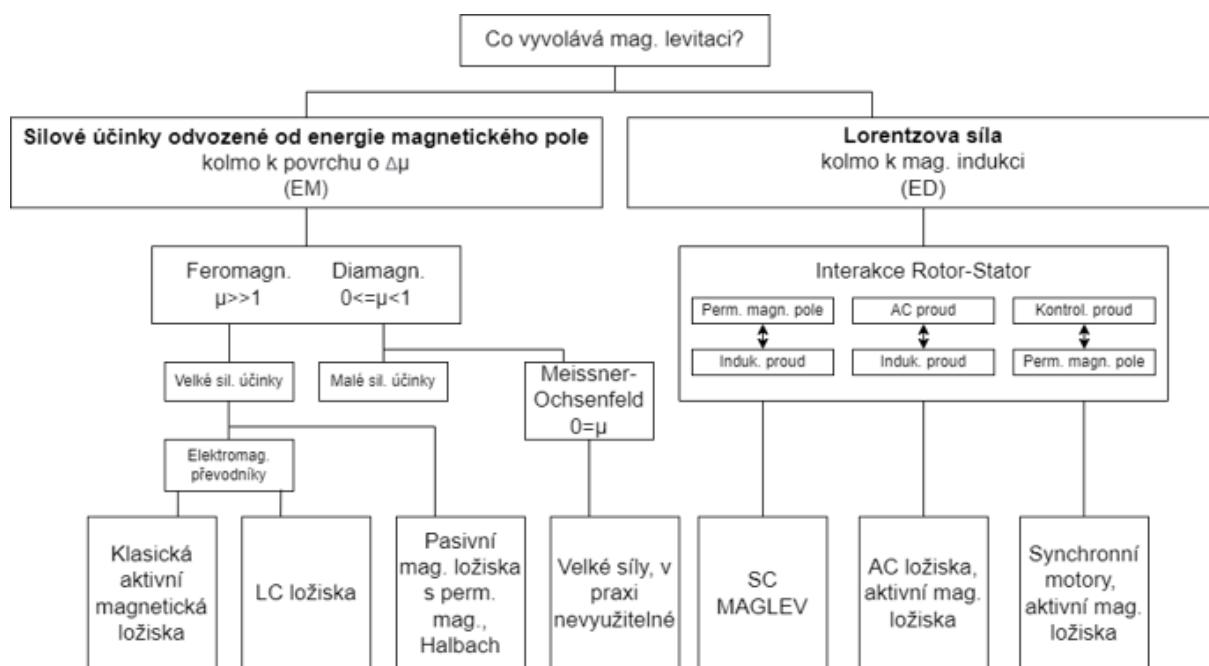 Co vyvolává mag. levitaci?
Silové účinky odvozené od energie magnetického pole
kolmo k povrchu o Δμ
(EM)
Lorentzova síla
kolmo k mag. indukci
(ED)
Feromagn.
μ>>1
Diamagn.
0<=μ<1
Interakce Rotor-Stator
Perm. magn. pole
Induk. proud
AC proud
Induk. proud
Kontrol. proud
Perm. magn. pole
Velké sil. účinky
Malé sil. účinky
Meissner-
Ochsenfeld
0=μ
Elektromag.
převodníky
Klasická
aktivní
magnetická
ložiska
LC ložiska
Pasivní
mag. ložiska
s perm.
mag.,
Halbach
Velké síly, v
praxi
nevyužitelné
SC
MAGLEV
AC ložiska,
aktivní mag.
ložiska
Synchronní
motory,
aktivní mag.
ložiska